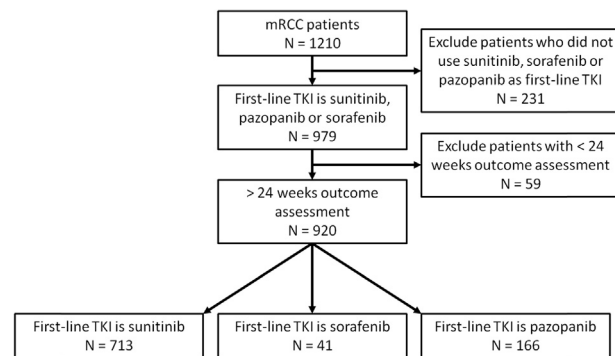 mRCC patients
N = 1210
Exclude patients who did not
use sunitinib, sorafenib or
pazopanib as first-line TKI
N = 231
First-line TKI is sunitinib,
pazopanib or sorafenib
N = 979
Exclude patients with < 24
weeks outcome assessment
N = 59
> 24 weeks outcome
assessment
N = 920
First-line TKI is sunitinib
N = 713
First-line TKI is sorafenib
N = 41
First-line TKI is pazopanib
N = 166